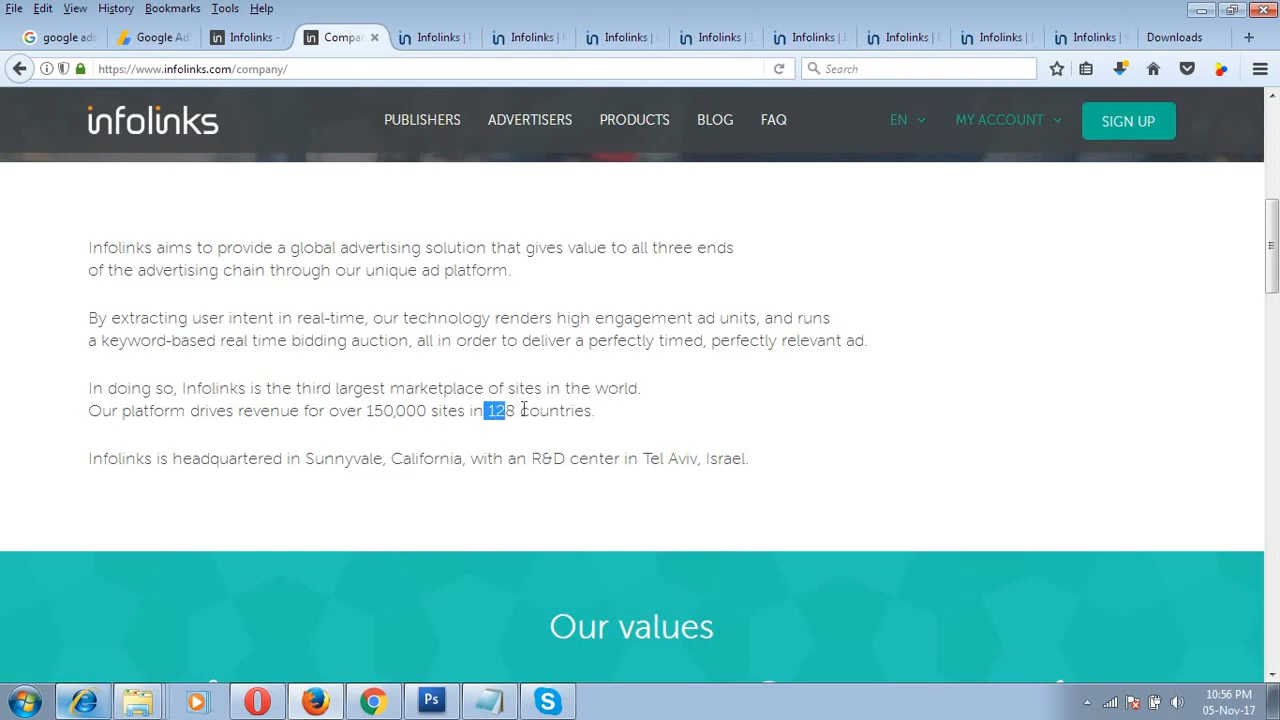 File Edit View History Bookmarks Tools Help
google ads Google Ad Infolinks - Compa Infolinks | Infolinks | Infolinks | Infolinks | Infolinks | Infolinks | Infolinks | Infolinks | Downloads
https://www.infolinks.com/company/ Search
infolinks PUBLISHERS ADVERTISERS PRODUCTS BLOG FAQ EN MY ACCOUNT SIGN UP
Infolinks aims to provide a global advertising solution that gives value to all three ends
of the advertising chain through our unique ad platform.
By extracting user intent in real-time, our technology renders high engagement ad units, and runs
a keyword-based real time bidding auction, all in order to deliver a perfectly timed, perfectly relevant ad.
In doing so, Infolinks is the third largest marketplace of sites in the world.
Our platform drives revenue for over 150,000 sites in 128 countries.
Infolinks is headquartered in Sunnyvale, California, with an R&D center in Tel Aviv, Israel.
Our values
Ps
10:56 PM
05-Nov-17